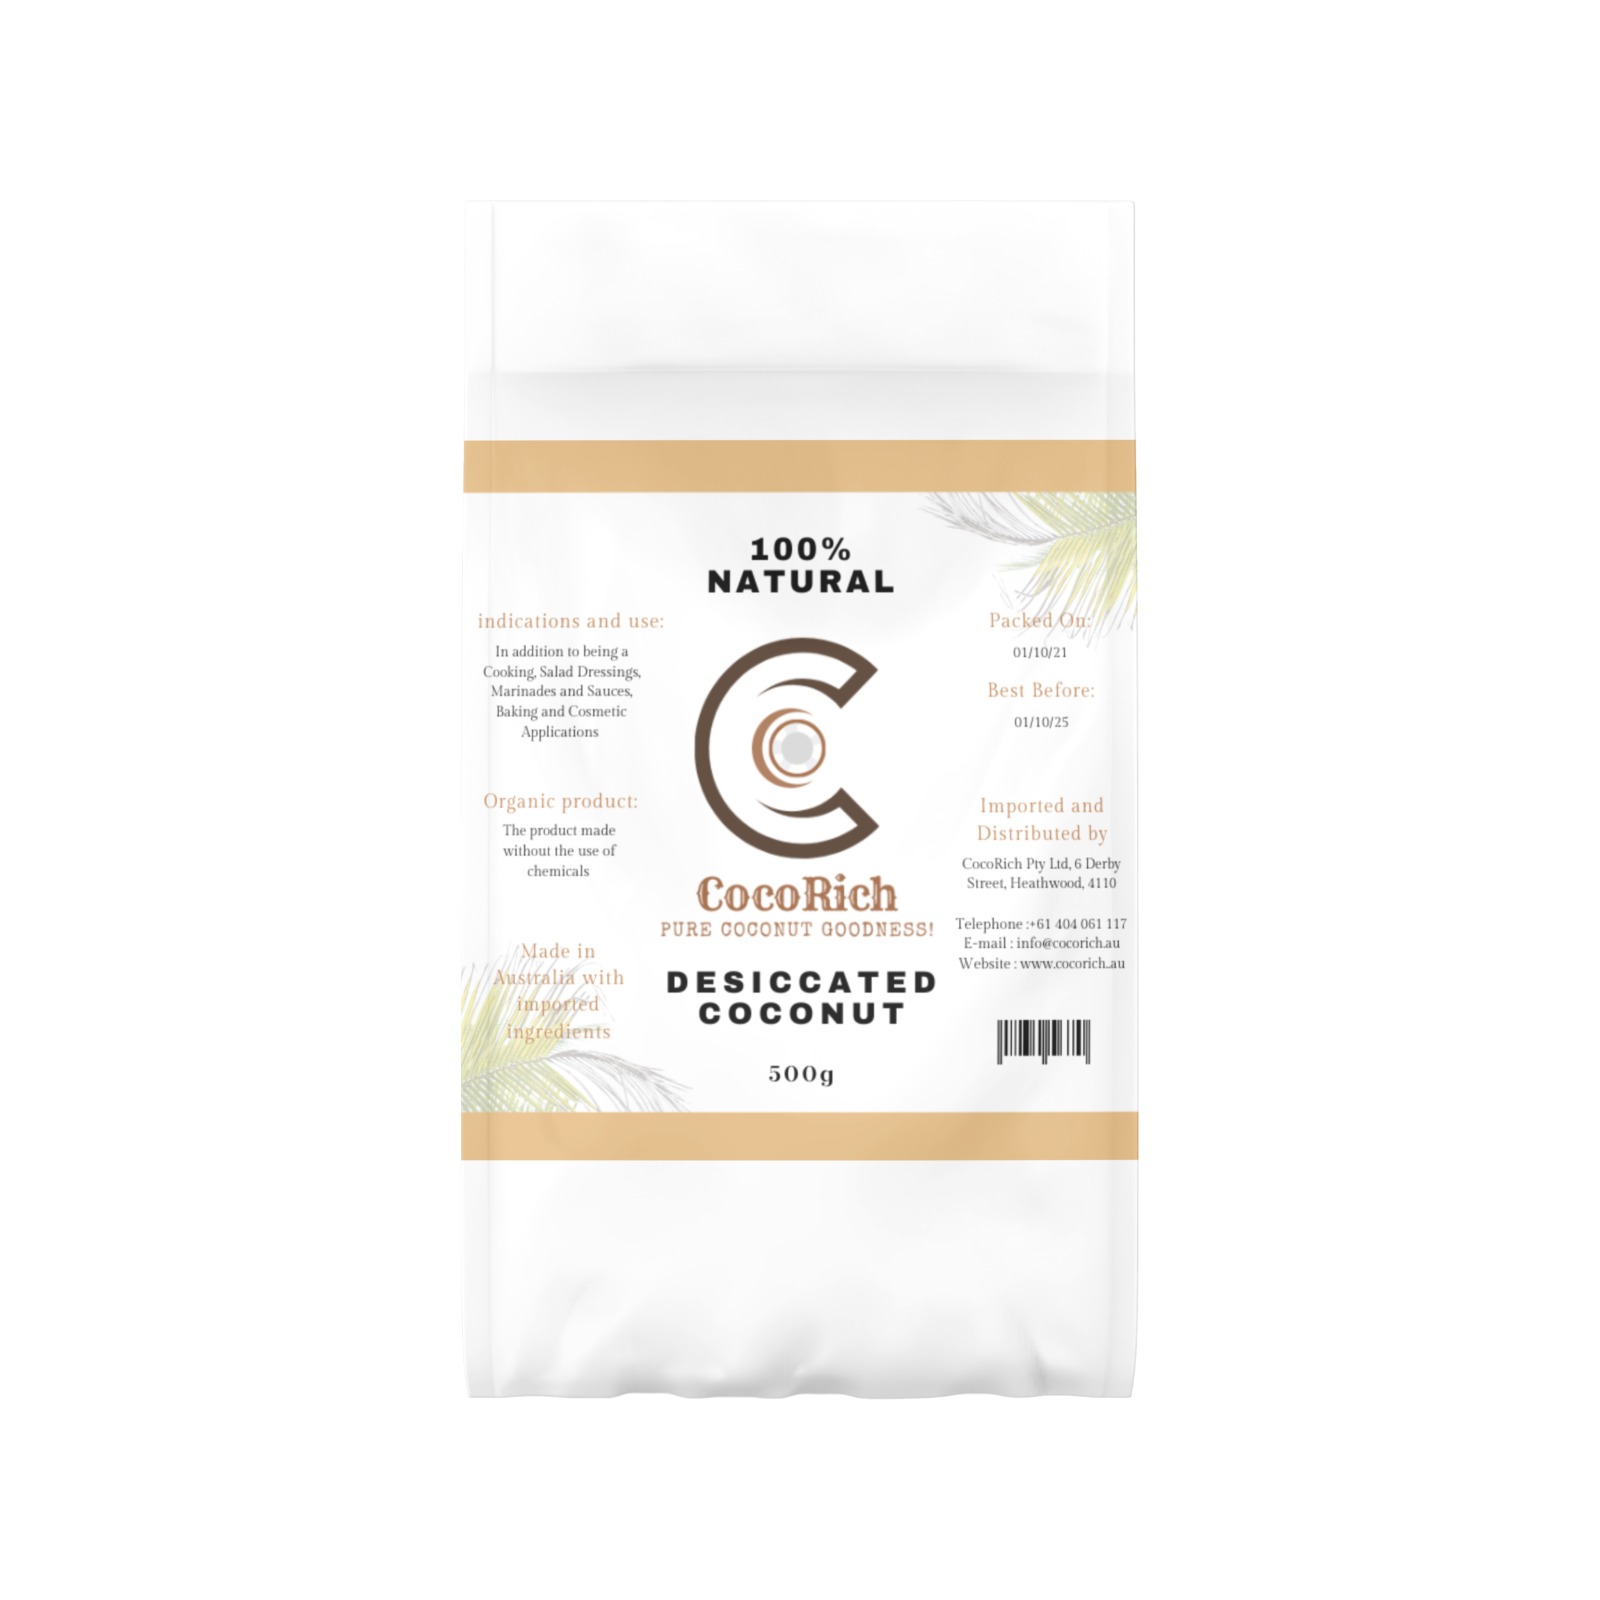 100%
NATURAL
indications and use:
In addition to being a
Cooking, Salad Dressings,
Marinades and Sauces,
Baking and Cosmetic
Applications
Organic product:
The product made
without the use of
chemicals
Made in
Australia with
imported
ingredients
CocoRich
PURE COCONUT GOODNESS!
DESICCATED
COCONUT
500g
Packed On:
01/10/21
Best Before:
01/10/25
Imported and
Distributed by
CocoRich Pty Ltd, 6 Derby
Street, Heathwood, 4110
Telephone :+61 404 061 117
E-mail : info@cocorich.au
Website : www.cocorich.au